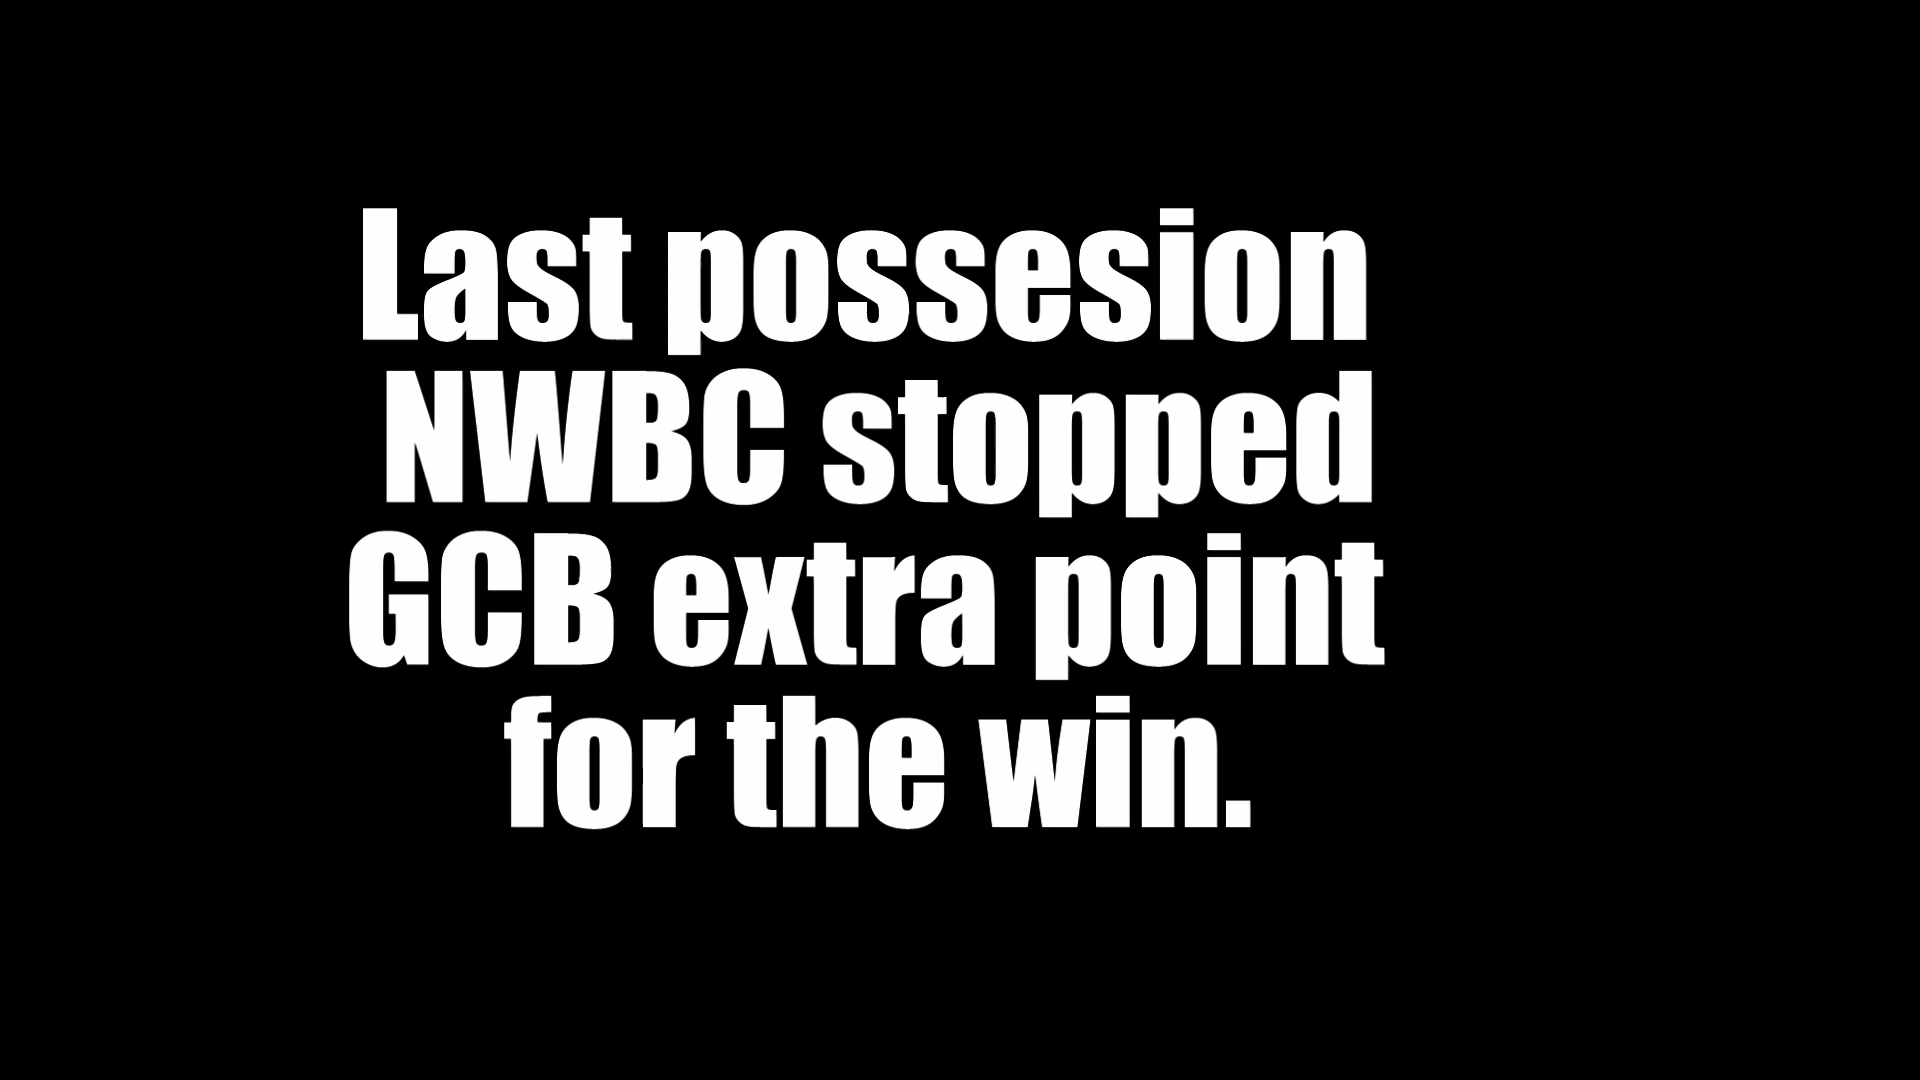 Last possesion
NWBC stopped
GCB extra point
for the win.